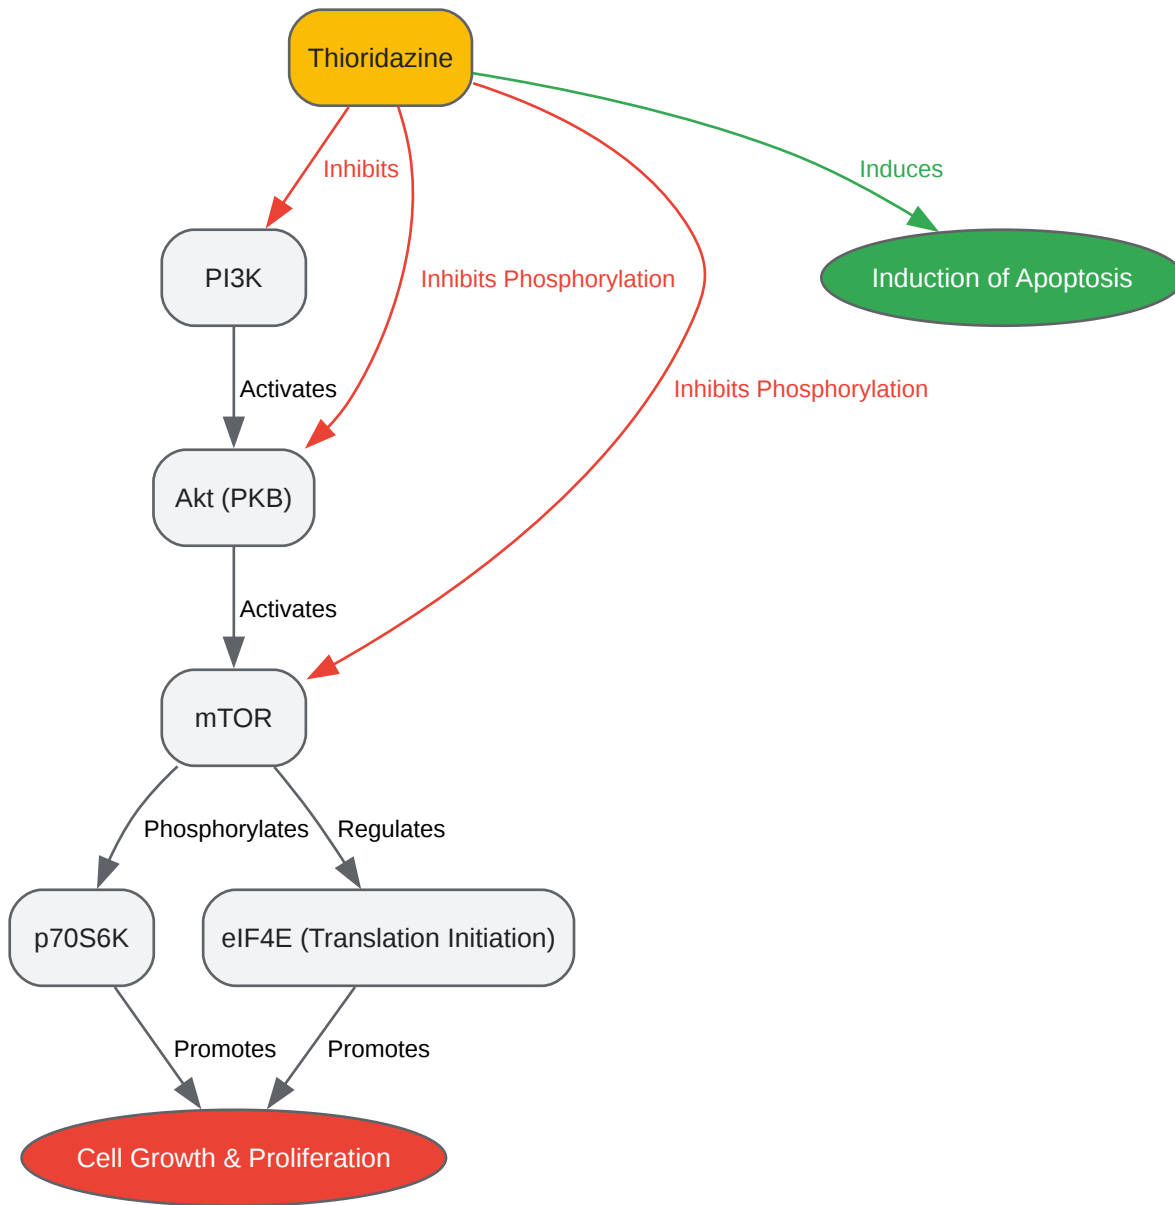 Thioridazine
Inhibits
Induces
PI3K
Inhibits Phosphorylation
Induction of Apoptosis
Activates
Inhibits Phosphorylation
Akt (PKB)
Activates
mTOR
Phosphorylates
Regulates
p70S6K
eIF4E (Translation Initiation)
Promotes
Promotes
Cell Growth & Proliferation